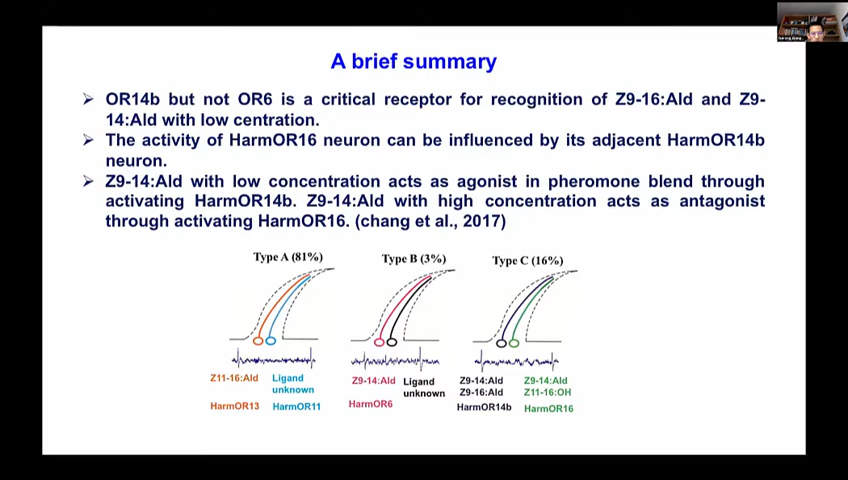 A brief summary
➢ OR14b but not OR6 is a critical receptor for recognition of Z9-16:Ald and Z9-
14:Ald with low centration.
➢ The activity of HarmOR16 neuron can be influenced by its adjacent HarmOR14b
neuron.
➢ Z9-14:Ald with low concentration acts as agonist in pheromone blend through
activating HarmOR14b. Z9-14:Ald with high concentration acts as antagonist
through activating HarmOR16. (chang et al., 2017)
Type A (81%) Type B (3%) Type C (16%)
Z11-16:Ald Ligand
unknown
HarmOR13 HarmOR11
Z9-14:Ald Ligand
unknown
HarmOR6
Z9-14:Ald Z9-14:Ald
Z9-16:Ald Z11-16:OH
HarmOR14b HarmOR16